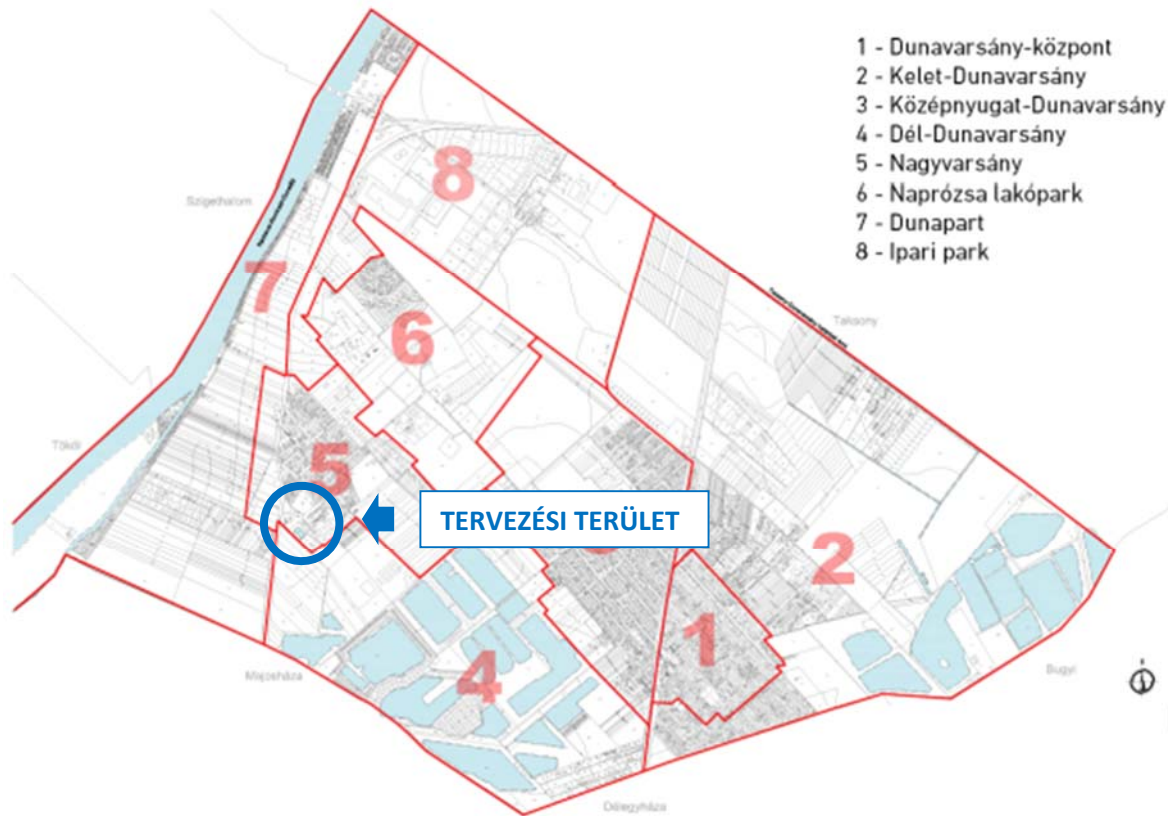 1 - Dunavarsány-központ
2 - Kelet-Dunavarsány
3 - Középnyugat-Dunavarsány
4 - Dél-Dunavarsány
5 - Nagyvarsány
6 - Naprózsa lakópark
7 - Dunapart
8 - Ipari park
8
Szigethalom
7
Taksony
6
Tököl
5
TERVEZÉSI TERÜLET
2
1
4
Majosháza
Bugyi
Délegyháza